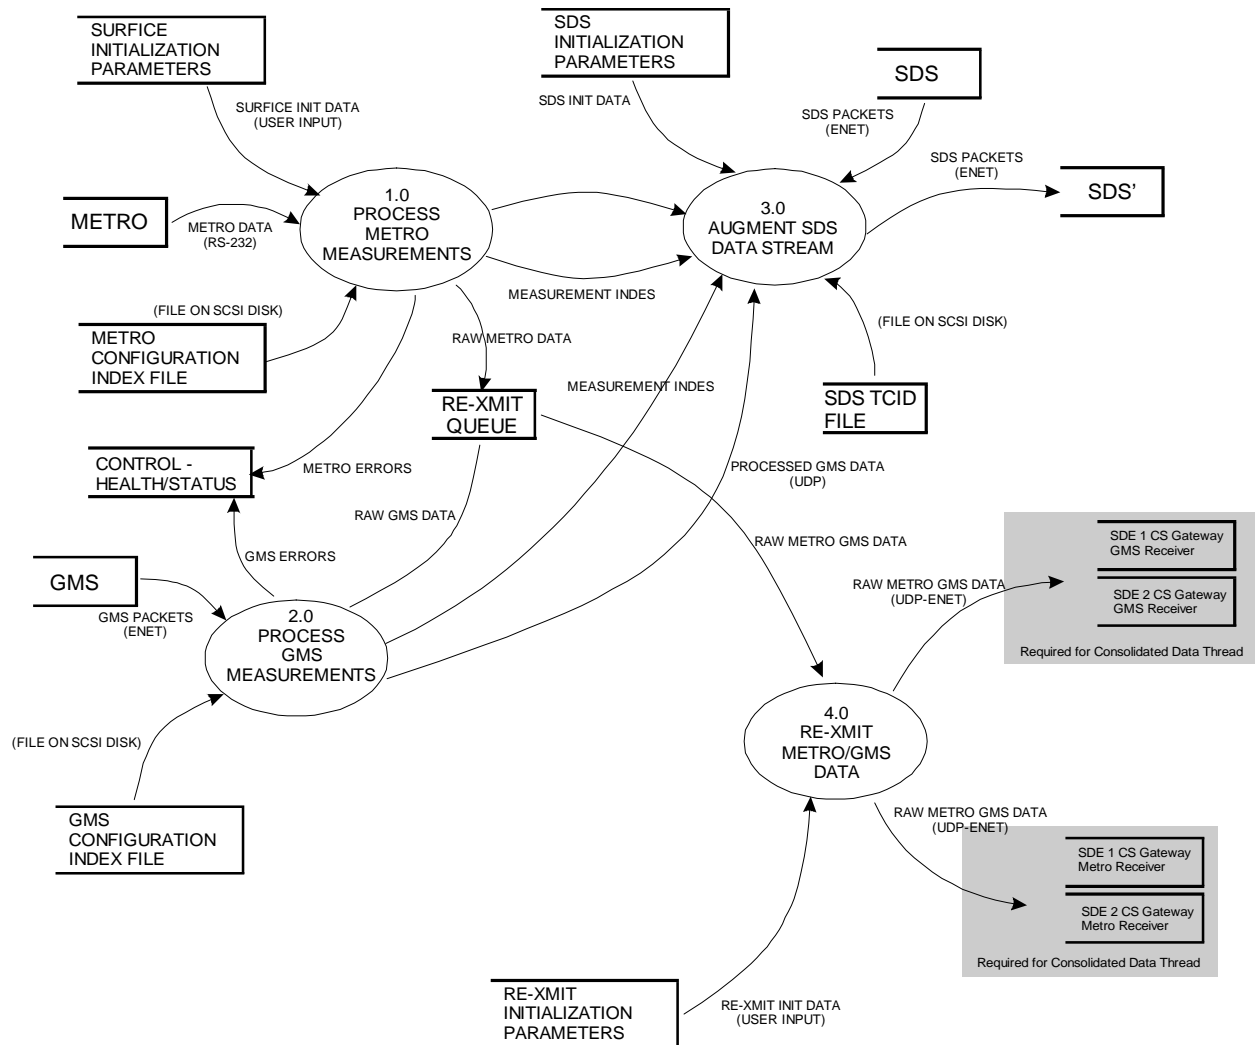 SURFICE
INITIALIZATION
PARAMETERS
SDS
INITIALIZATION
PARAMETERS
SDS
SURFICE INIT DATA
(USER INPUT)
SDS INIT DATA
SDS PACKETS
(ENET)
SDS PACKETS
(ENET)
SDS'
METRO
METRO DATA
(RS-232)
1.0
PROCESS
METRO
MEASUREMENTS
3.0
AUGMENT SDS
DATA STREAM
MEASUREMENT INDES
(FILE ON SCSI DISK)
METRO
CONFIGURATION
INDEX FILE
RAW METRO DATA
(FILE ON SCSI DISK)
MEASUREMENT INDES
RE-XMIT
QUEUE
SDS TCID
FILE
CONTROL -
HEALTH/STATUS
METRO ERRORS
PROCESSED GMS DATA
(UDP)
RAW GMS DATA
GMS ERRORS
RAW METRO GMS DATA
GMS
GMS PACKETS
(ENET)
2.0
PROCESS
GMS
MEASUREMENTS
RAW METRO GMS DATA
(UDP-ENET)
SDE 1 CS Gateway
GMS Receiver
SDE 2 CS Gateway
GMS Receiver
Required for Consolidated Data Thread
(FILE ON SCSI DISK)
4.0
RE-XMIT
METRO/GMS
DATA
GMS
CONFIGURATION
INDEX FILE
RAW METRO GMS DATA
(UDP-ENET)
SDE 1 CS Gateway
Metro Receiver
SDE 2 CS Gateway
Metro Receiver
Required for Consolidated Data Thread
RE-XMIT
INITIALIZATION
PARAMETERS
RE-XMIT INIT DATA
(USER INPUT)